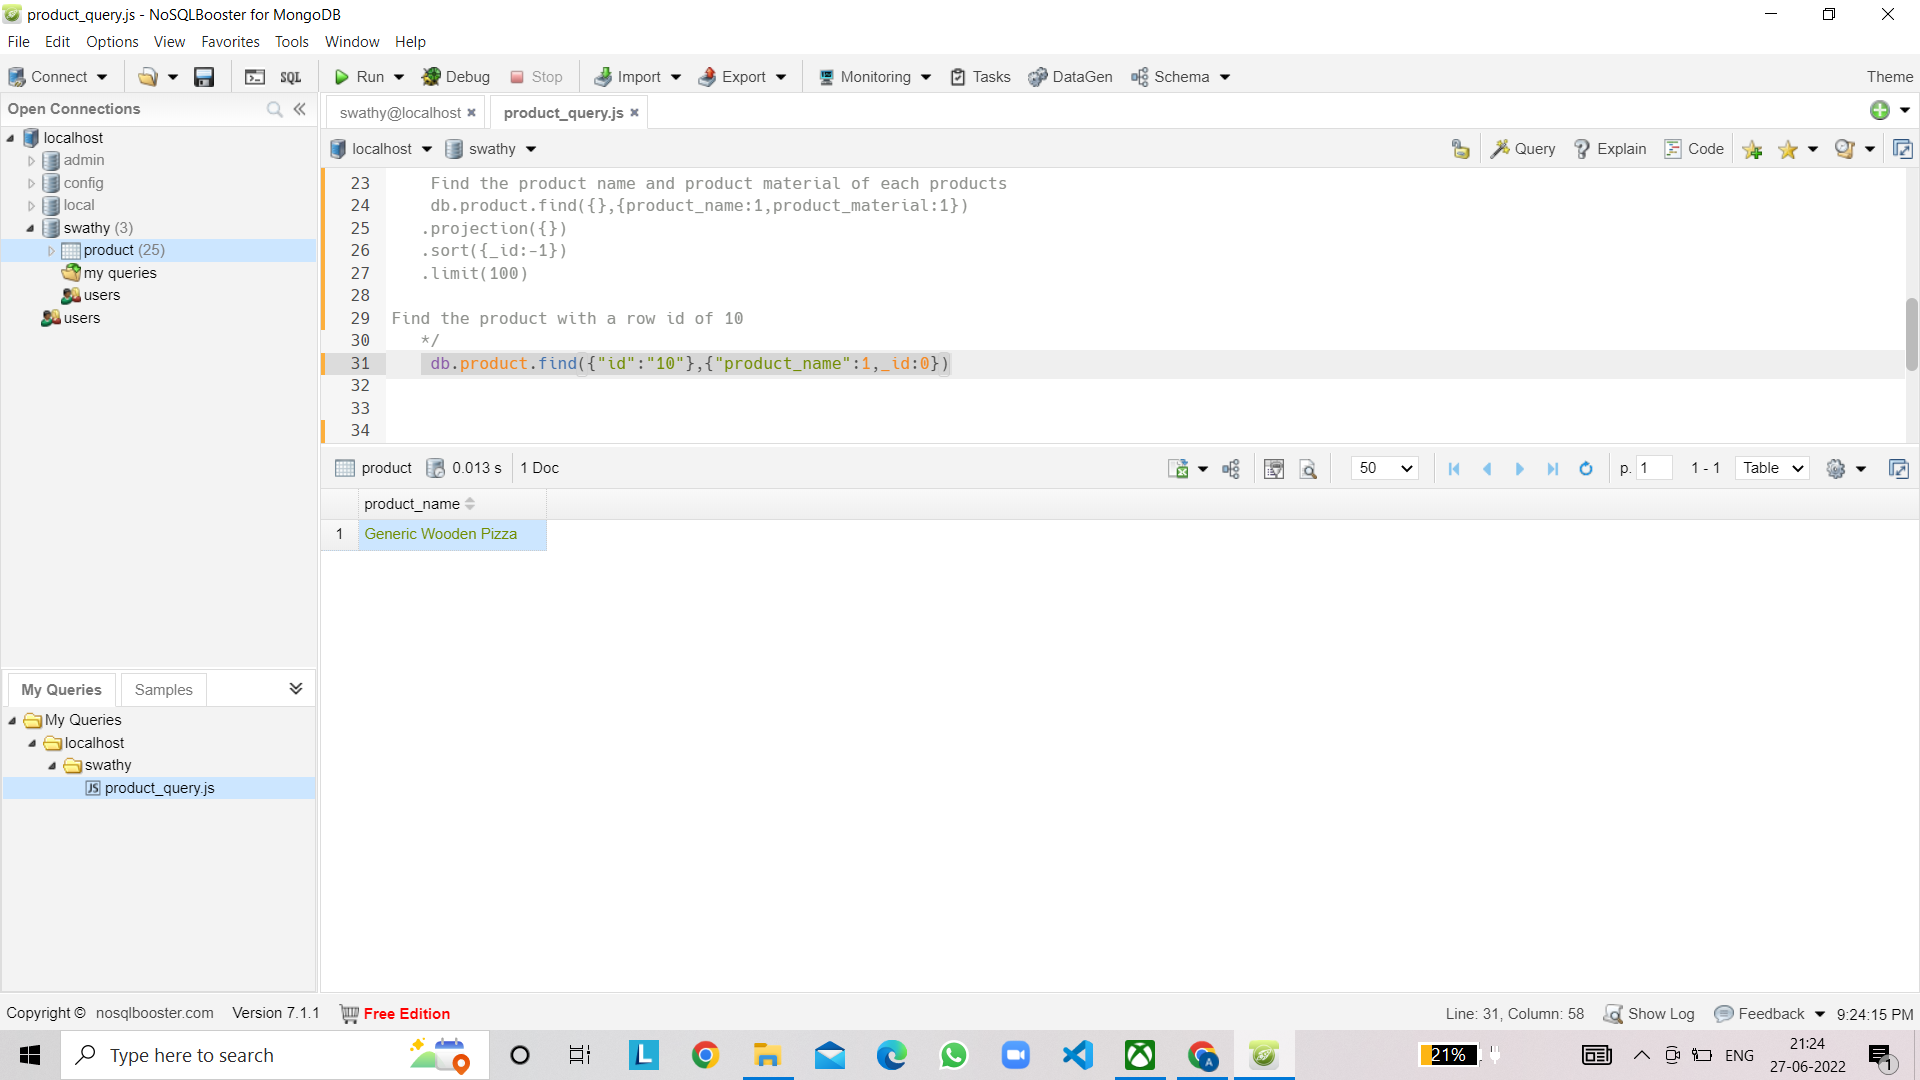 product_query.js - NoSQLBooster for MongoDB
File Edit Options View Favorites Tools Window Help
Connect SQL Run Debug Stop Import Export Monitoring Tasks DataGen Schema Theme
Open Connections
swathy@localhost product_query.js
localhost
admin
config
local
swathy (3)
product (25)
my queries
users
users
localhost swathy Query Explain Code
23 Find the product name and product material of each products
24 db.product.find({},{product_name:1,product_material:1})
25 .projection({})
26 .sort({_id:-1})
27 .limit(100)
28
29 Find the product with a row id of 10
30 */
31 db.product.find({"id":"10"},{"product_name":1,_id:0})
32
33
34
product 0.013 s 1 Doc 50 p. 1 1 - 1 Table
product_name
1 Generic Wooden Pizza
My Queries Samples
My Queries
localhost
swathy
JS product_query.js
Copyright © nosqlbooster.com Version 7.1.1 Free Edition Line: 31, Column: 58 Show Log Feedback 9:24:15 PM
Type here to search L A 21% ENG 21:24
27-06-2022 1